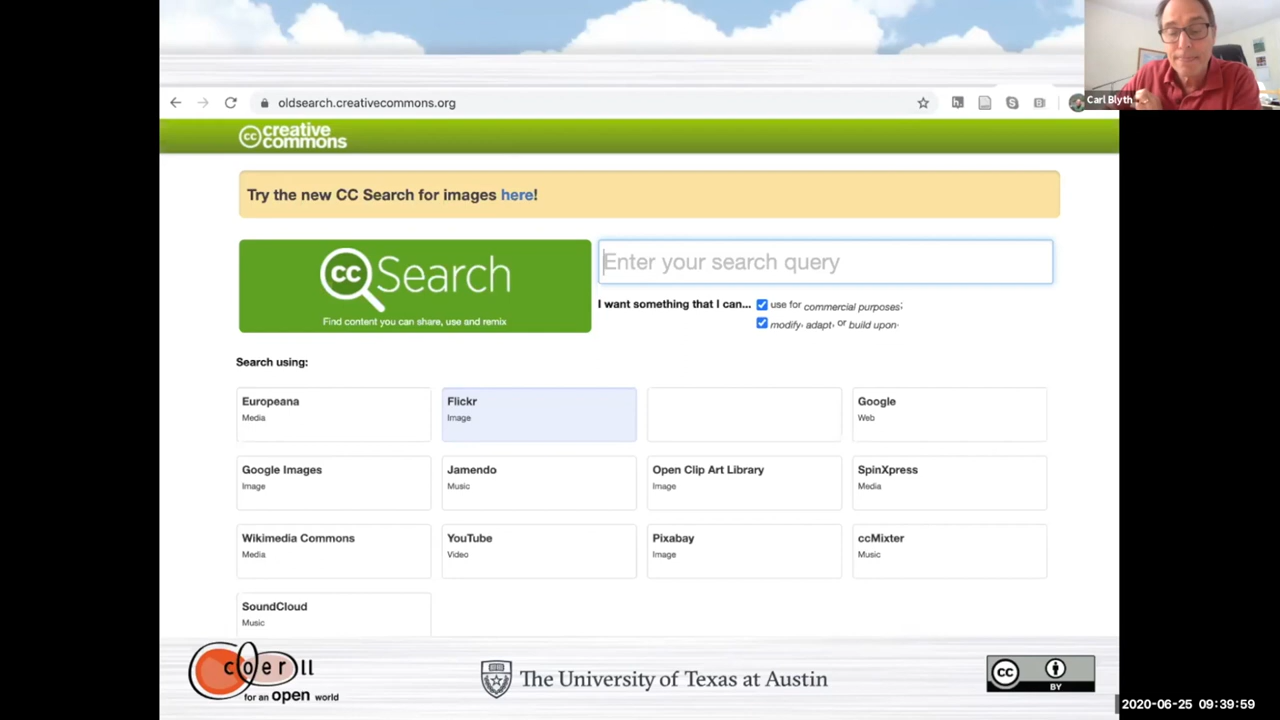 Carl Blyth
oldsearch.creativecommons.org
cc creative commons
Try the new CC Search for images here!
cc Search
Find content you can share, use and remix
Enter your search query
I want something that I can... use for commercial purposes;
modify, adapt, or build upon.
Search using:
Europeana
Media
Flickr
Image
Google
Web
Google Images
Image
Jamendo
Music
Open Clip Art Library
Image
SpinXpress
Media
Wikimedia Commons
Media
YouTube
Video
Pixabay
Image
ccMixter
Music
SoundCloud
Music
coerll
for an open world
The University of Texas at Austin
cc
BY
2020-06-25 09:39:59